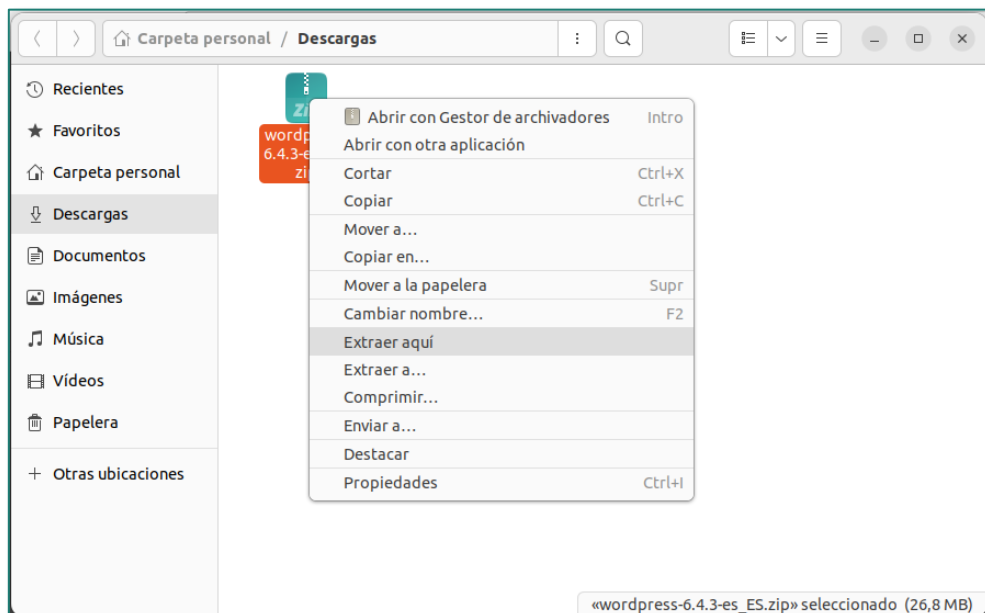 Carpeta personal / Descargas
Recientes
Favoritos
Carpeta personal
Descargas
Documentos
Imágenes
Música
Vídeos
Papelera
+ Otras ubicaciones
6.4.3-e
Abrir con Gestor de archivadores Intro
Abrir con otra aplicación
Cortar Ctrl+X
Copiar Ctrl+C
Mover a...
Copiar en...
Mover a la papelera Supr
Cambiar nombre... F2
Extraer aquí
Extraer a...
Comprimir...
Enviar a...
Destacar
Propiedades Ctrl+I
«wordpress-6.4.3-es_ES.zip» seleccionado (26,8 MB)